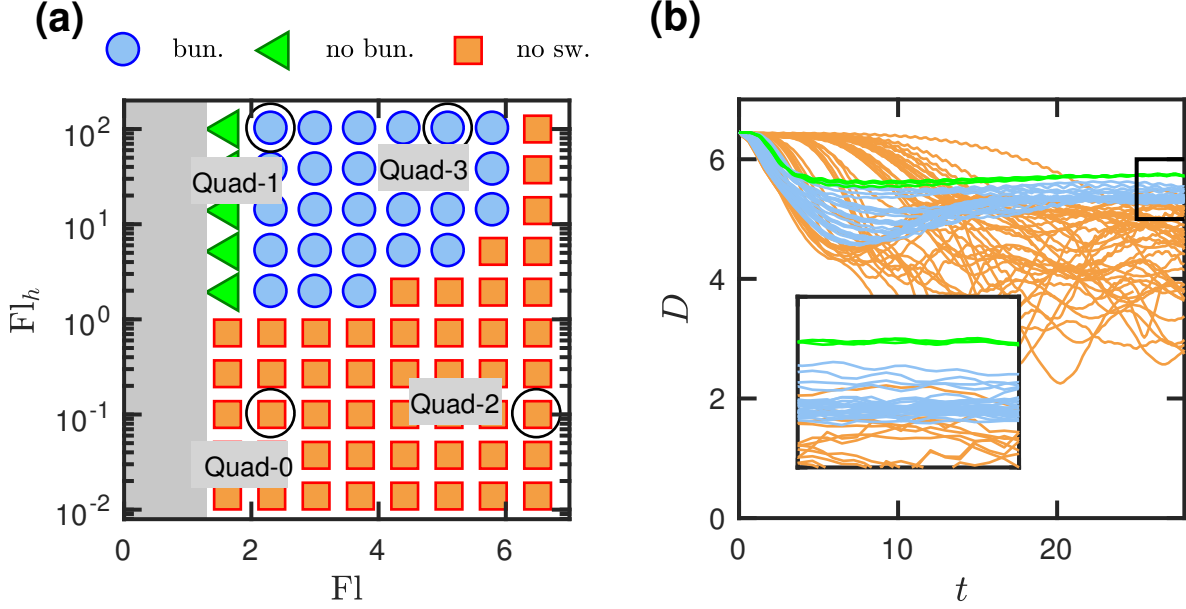 (a)
bun. no bun. no sw.
10^2
10^1
10^0
10^-1
10^-2
Fl_h
Quad-1
Quad-3
Quad-2
Quad-0
0 2 4 6
Fl
(b)
6
4
2
0
D
0 10 20
t